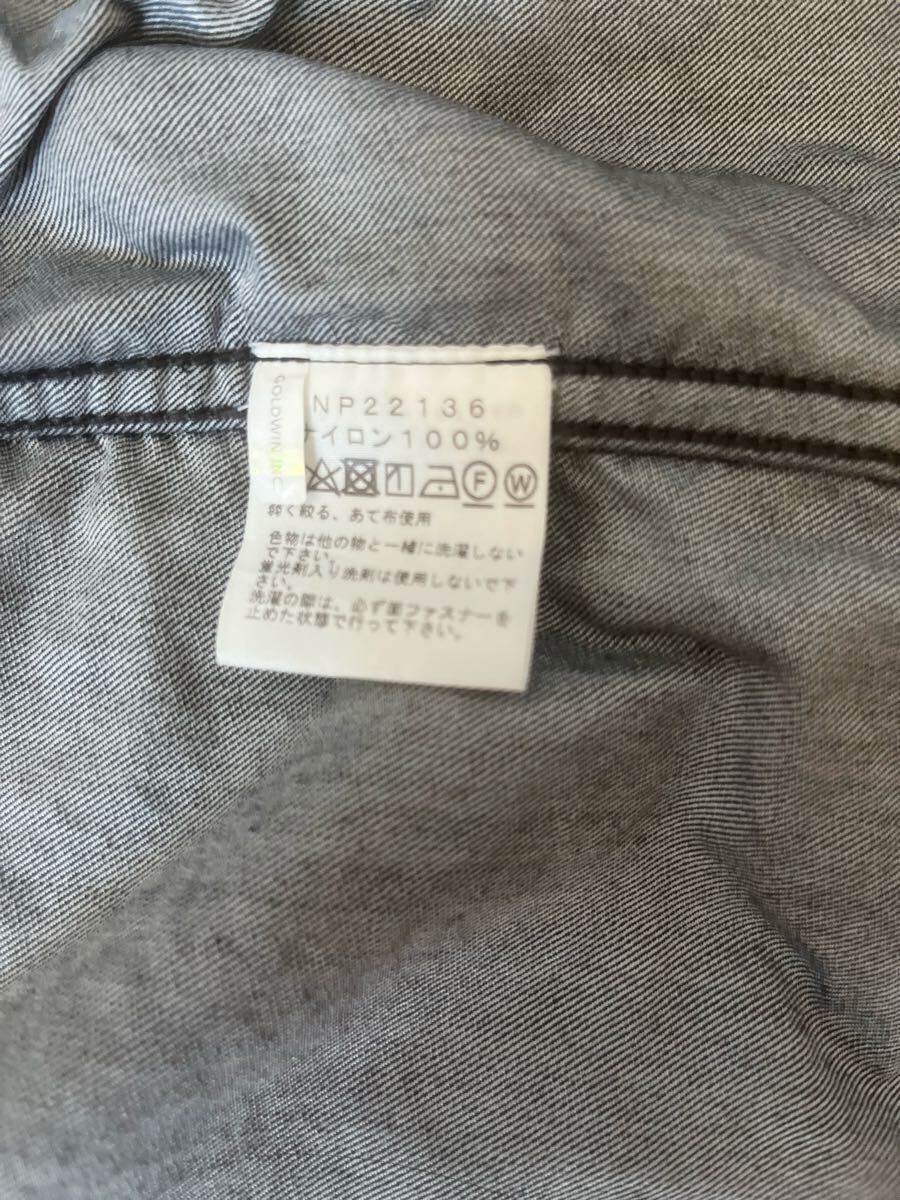 GOLDWIN INC
NP22136
ナイロン100%
F W
弱く絞る、あて布使用
色物は他の物と一緒に洗濯しない
で下さい。
蛍光剤入り洗剤は使用しないで下
さい。
洗濯の際は、必ず面ファスナーを
止めた状態で行って下さい。